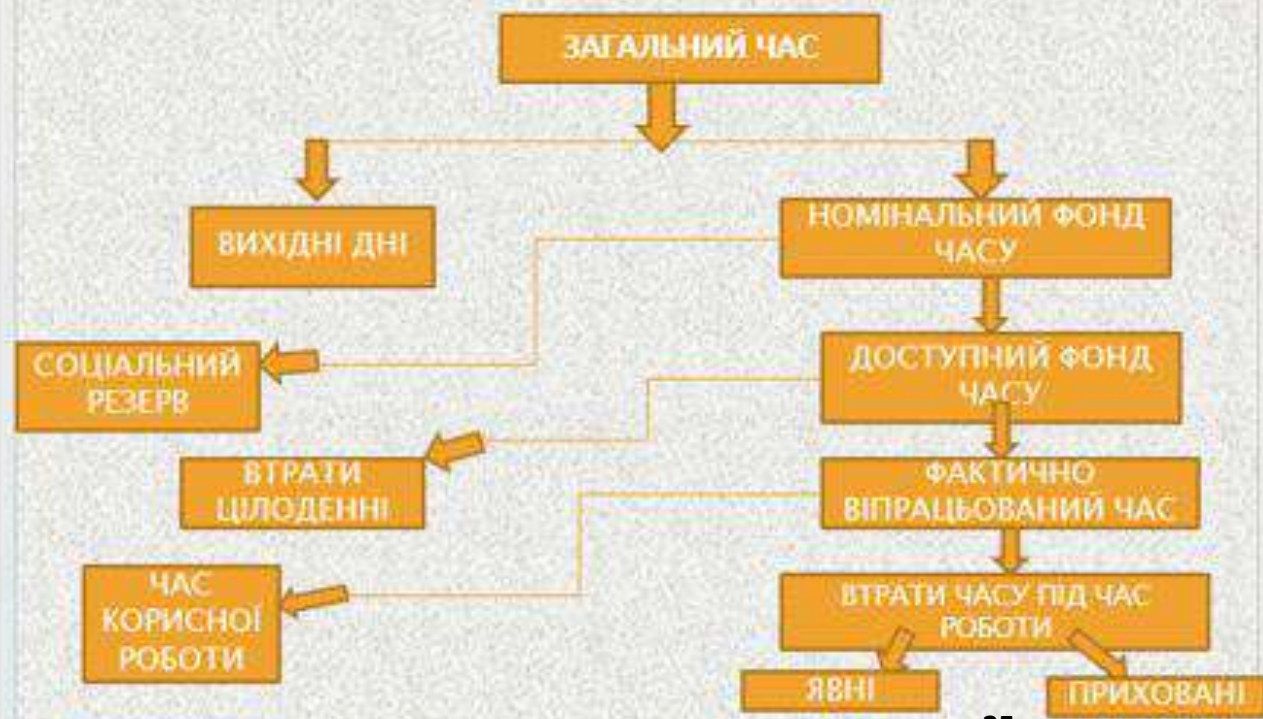 ЗАГАЛЬНИЙ ЧАС
ВИХІДНІ ДНІ
НОМІНАЛЬНИЙ ФОНД
ЧАСУ
СОЦІАЛЬНИЙ
РЕЗЕРВ
ДОСТУПНИЙ ФОНД
ЧАСУ
ВТРАТИ
ЦІЛОДЕННІ
ФАКТИЧНО
ВІПРАЦЬОВАНИЙ ЧАС
ЧАС
КОРИСНОЇ
РОБОТИ
ВТРАТИ ЧАСУ ПІД ЧАС
РОБОТИ
ЯВНІ
ПРИХОВАНІ